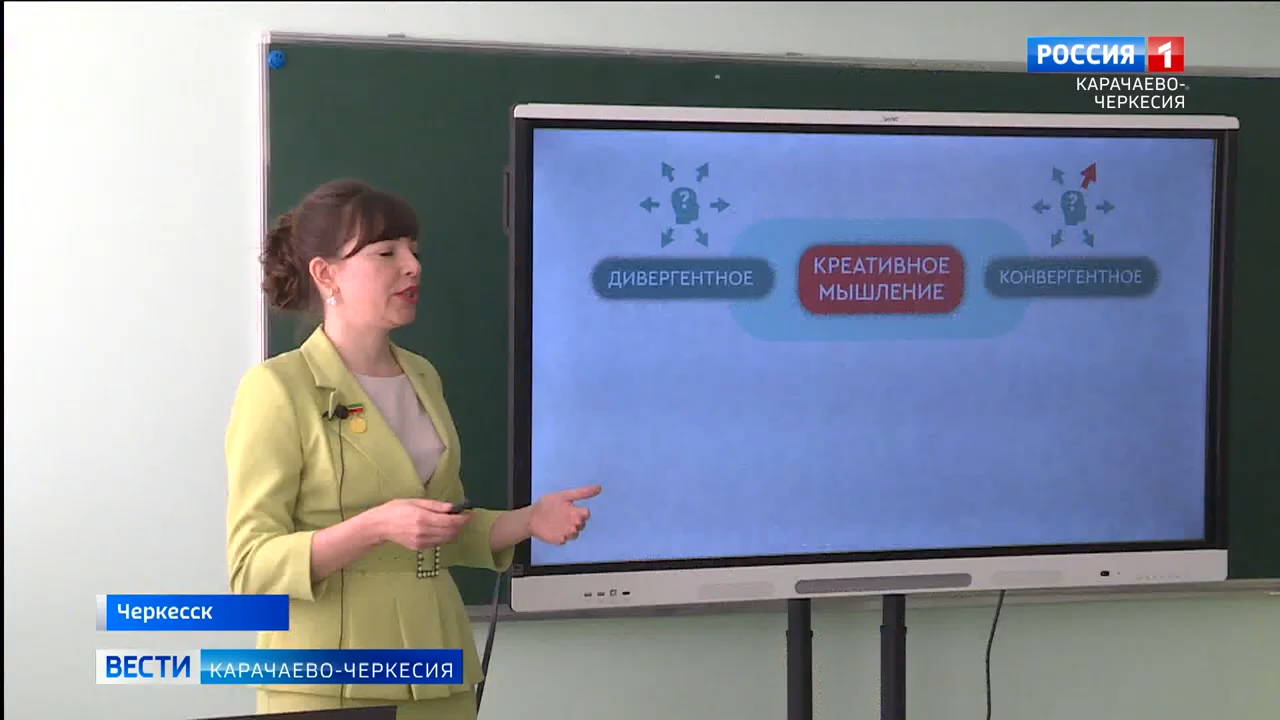 РОССИЯ 1
КАРАЧАЕВО-
ЧЕРКЕСИЯ
?
?
ДИВЕРГЕНТНОЕ
КРЕАТИВНОЕ
МЫШЛЕНИЕ
КОНВЕРГЕНТНОЕ
Черкесск
ВЕСТИ КАРАЧАЕВО-ЧЕРКЕСИЯ